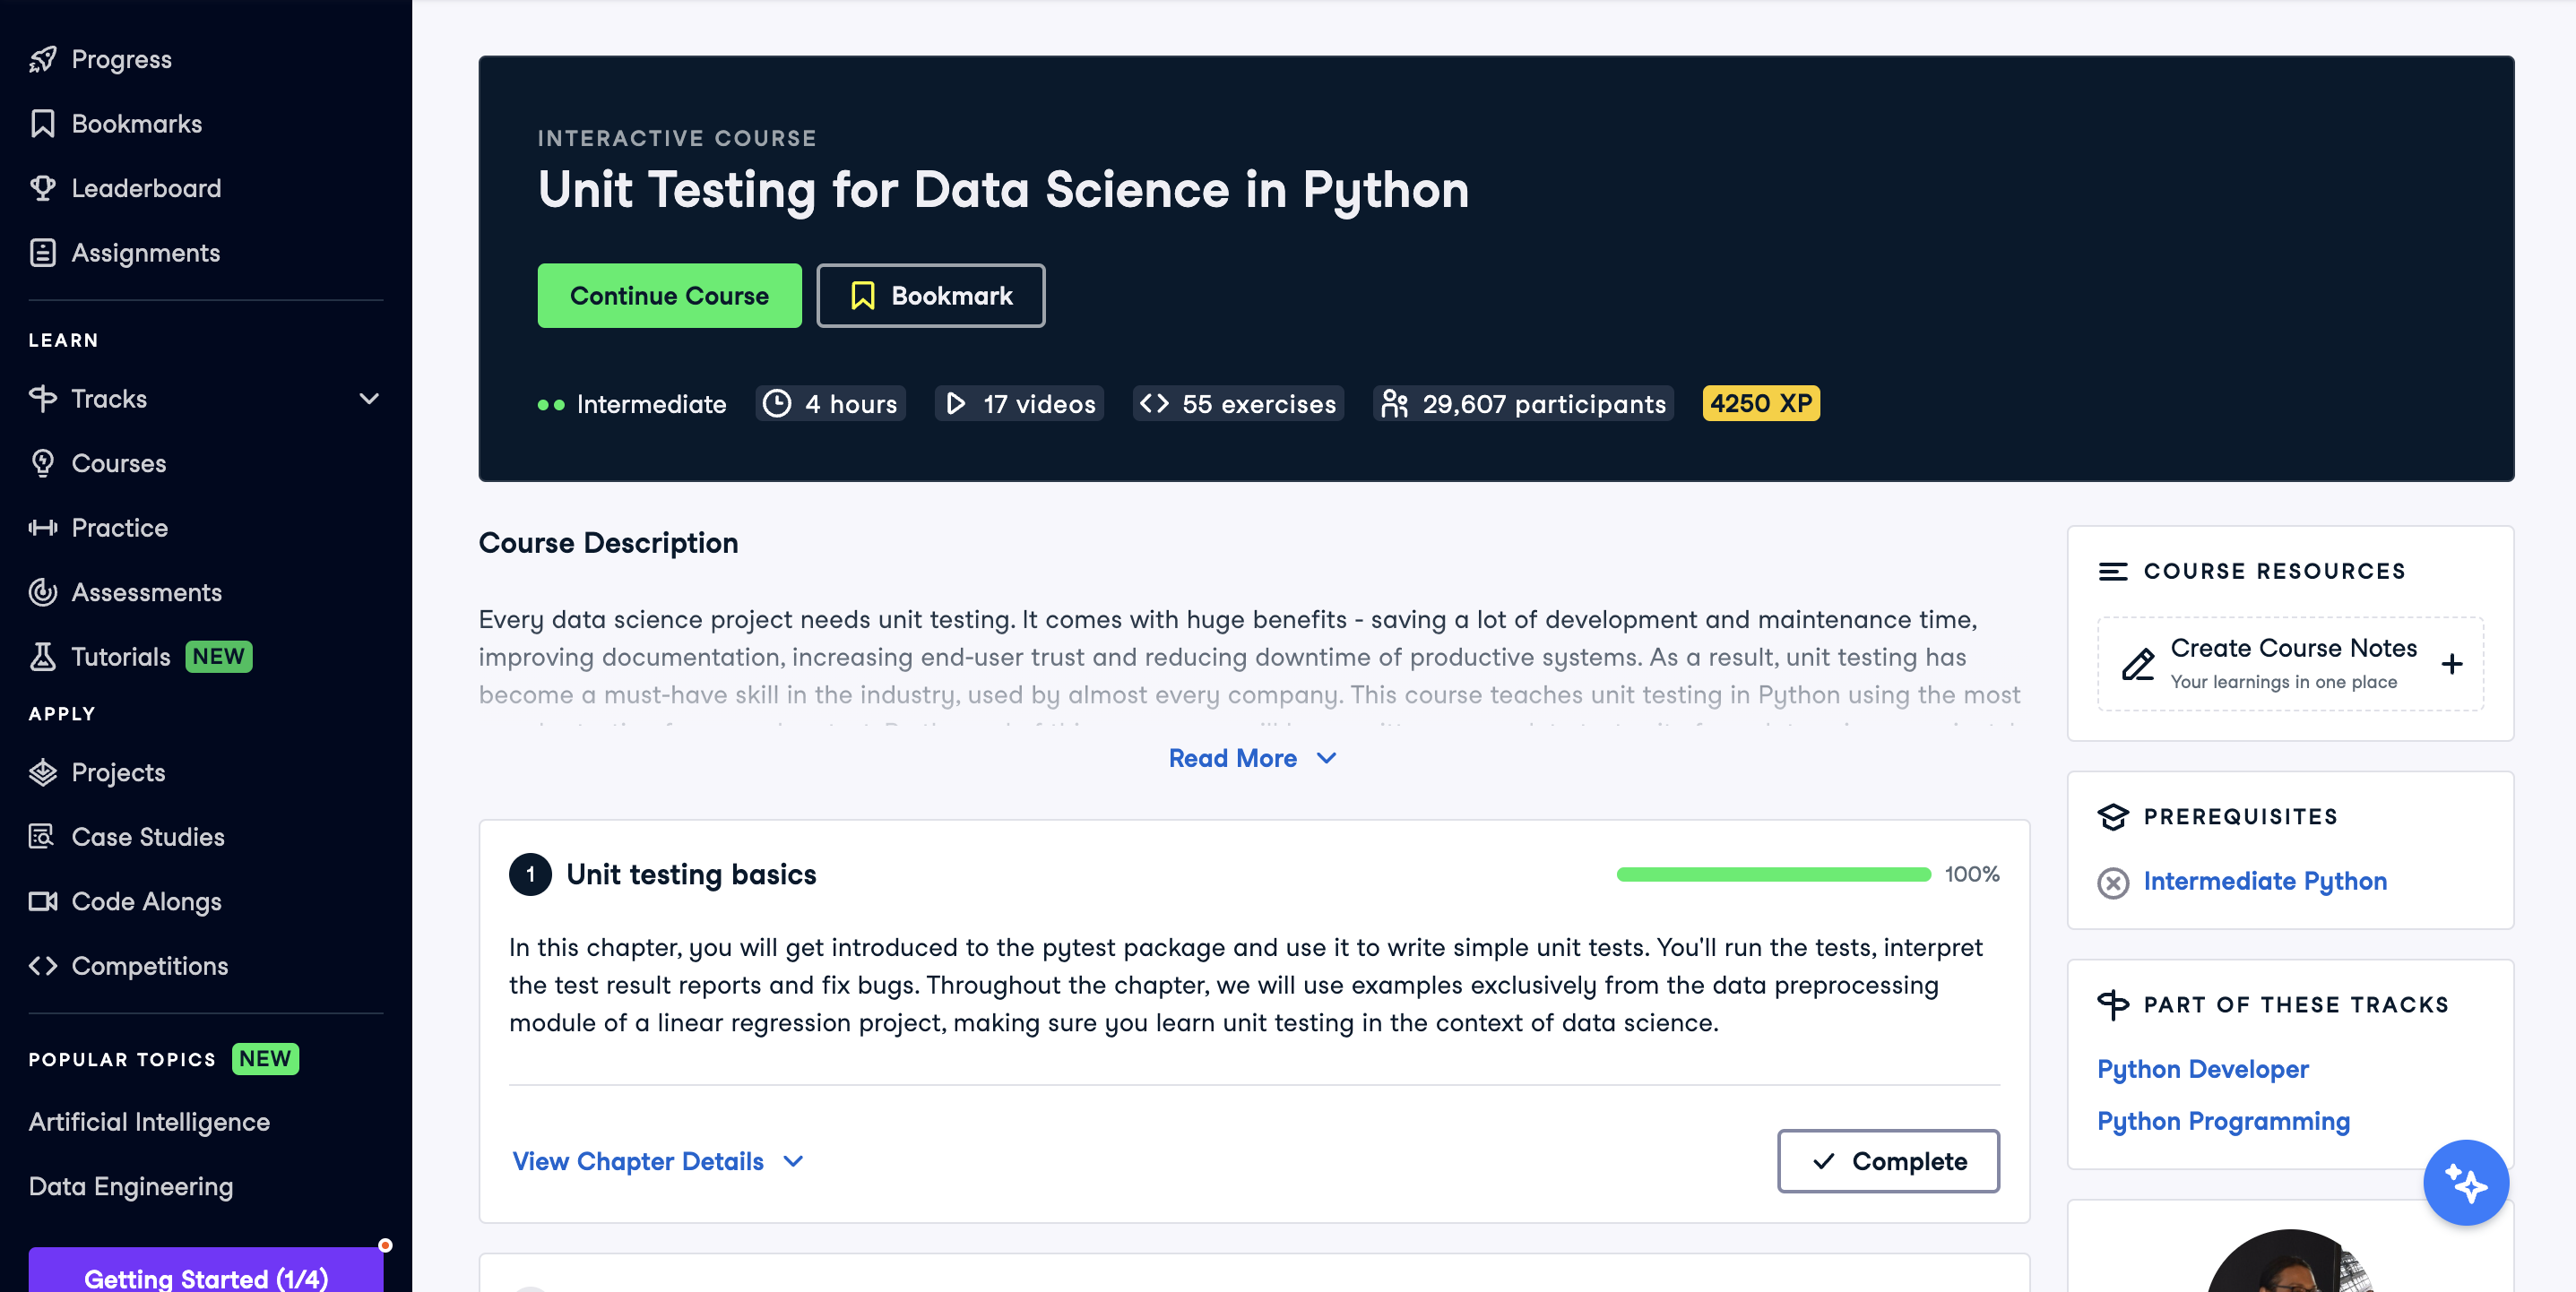 Progress
Bookmarks
Leaderboard
Assignments
LEARN
Tracks
Courses
Practice
Assessments
Tutorials NEW
APPLY
Projects
Case Studies
Code Alongs
Competitions
POPULAR TOPICS NEW
Artificial Intelligence
Data Engineering
Getting Started (1/4)
INTERACTIVE COURSE
Unit Testing for Data Science in Python
Continue Course
Bookmark
Intermediate 4 hours 17 videos 55 exercises 29,607 participants 4250 XP
Course Description
Every data science project needs unit testing. It comes with huge benefits - saving a lot of development and maintenance time,
improving documentation, increasing end-user trust and reducing downtime of productive systems. As a result, unit testing has
become a must-have skill in the industry, used by almost every company. This course teaches unit testing in Python using the most
Read More
1 Unit testing basics 100%
In this chapter, you will get introduced to the pytest package and use it to write simple unit tests. You'll run the tests, interpret
the test result reports and fix bugs. Throughout the chapter, we will use examples exclusively from the data preprocessing
module of a linear regression project, making sure you learn unit testing in the context of data science.
View Chapter Details
Complete
COURSE RESOURCES
Create Course Notes
Your learnings in one place
PREREQUISITES
Intermediate Python
PART OF THESE TRACKS
Python Developer
Python Programming